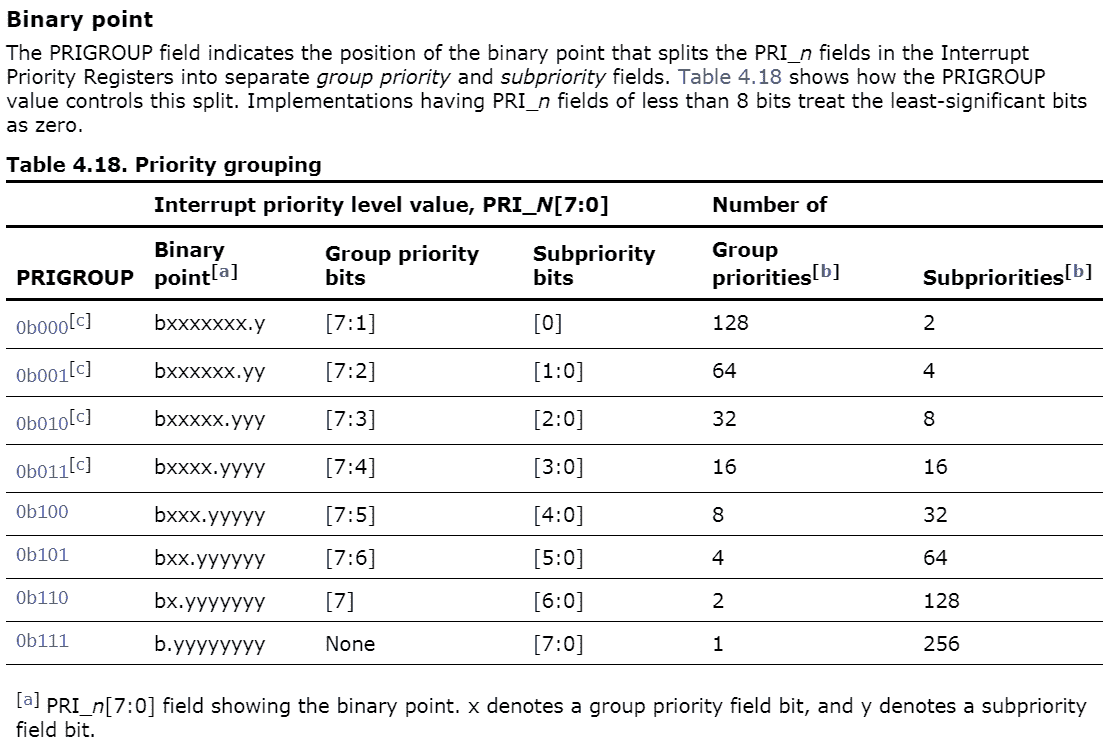 Binary point
The PRIGROUP field indicates the position of the binary point that splits the PRI_n fields in the Interrupt
Priority Registers into separate group priority and subpriority fields. Table 4.18 shows how the PRIGROUP
value controls this split. Implementations having PRI_n fields of less than 8 bits treat the least-significant bits
as zero.
Table 4.18. Priority grouping
Interrupt priority level value, PRI_N[7:0] Number of
PRIGROUP Binary point[a] Group priority bits Subpriority bits Group priorities[b] Subpriorities[b]
0b000[c] bxxxxxxx.y [7:1] [0] 128 2
0b001[c] bxxxxxx.yy [7:2] [1:0] 64 4
0b010[c] bxxxxx.yyy [7:3] [2:0] 32 8
0b011[c] bxxxx.yyyy [7:4] [3:0] 16 16
0b100 bxxx.yyyyy [7:5] [4:0] 8 32
0b101 bxx.yyyyyy [7:6] [5:0] 4 64
0b110 bx.yyyyyyy [7] [6:0] 2 128
0b111 b.yyyyyyyy None [7:0] 1 256
[a] PRI_n[7:0] field showing the binary point. x denotes a group priority field bit, and y denotes a subpriority
field bit.